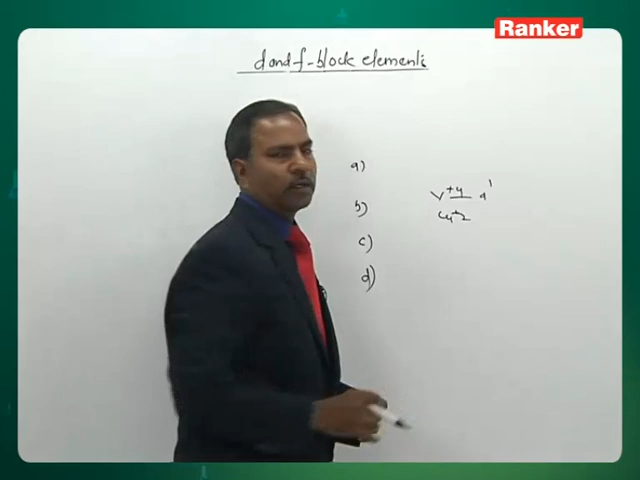 Ranker
d and f-block elements
a)
V+4 d1
b)
Cu+2
c)
d)